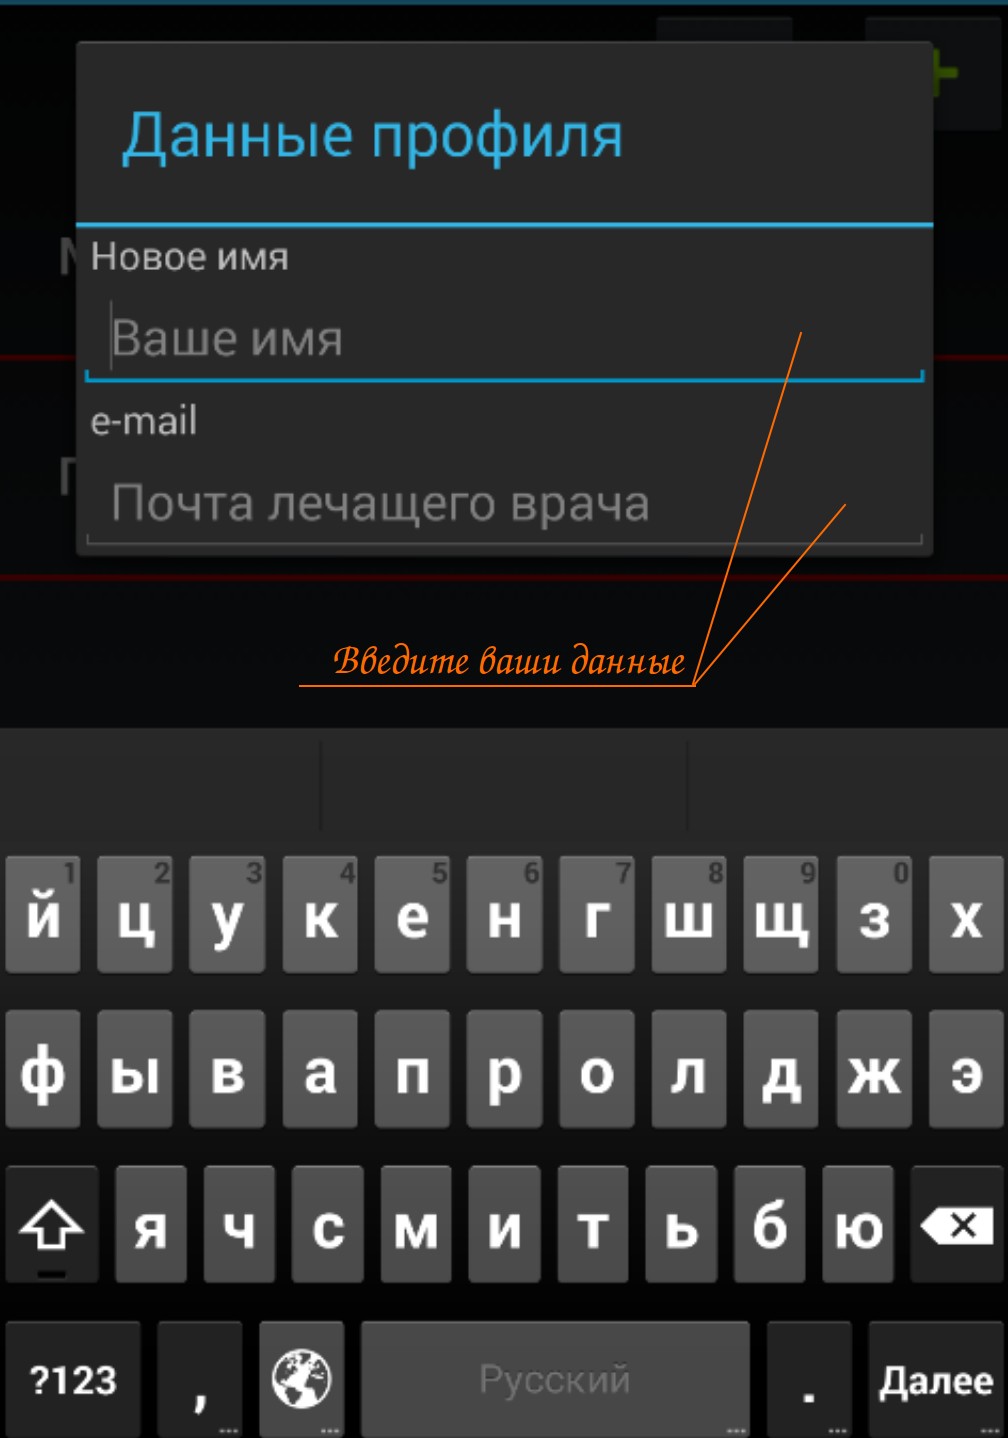 Данные профиля
Новое имя
Ваше имя
e-mail
Почта лечащего врача
Введите ваши данные
1 2 3 4 5 6 7 8 9 0
й ц у к е н г ш щ з х
ф ы в а п р о л д ж э
я ч с м и т ь б ю
?123 , Русский . Далее